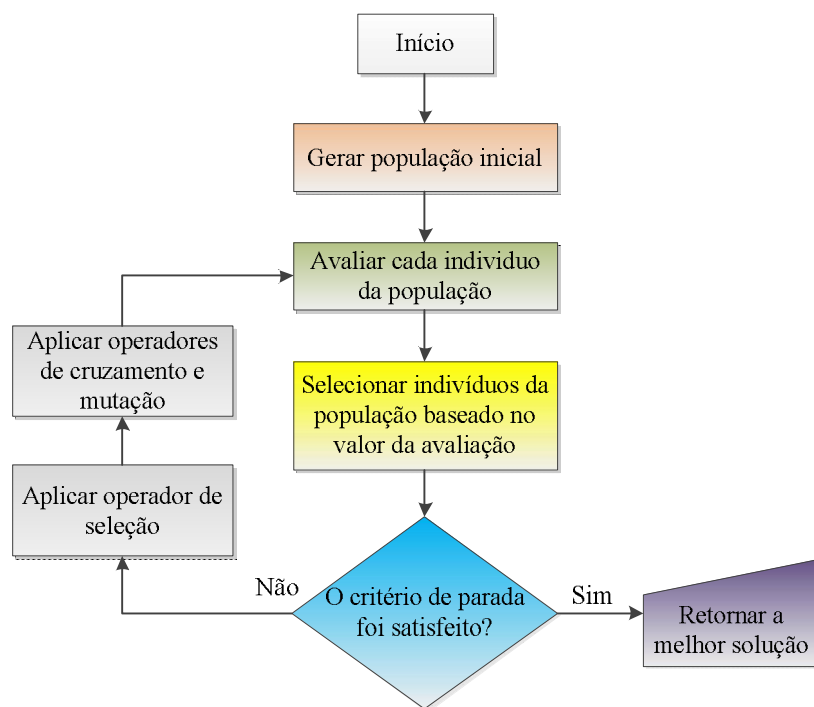 Início
Gerar população inicial
Avaliar cada individuo
da população
Selecionar indivíduos da
população baseado no
valor da avaliação
O critério de parada
foi satisfeito?
Não
Sim
Aplicar operador de
seleção
Aplicar operadores
de cruzamento e
mutação
Retornar a
melhor solução